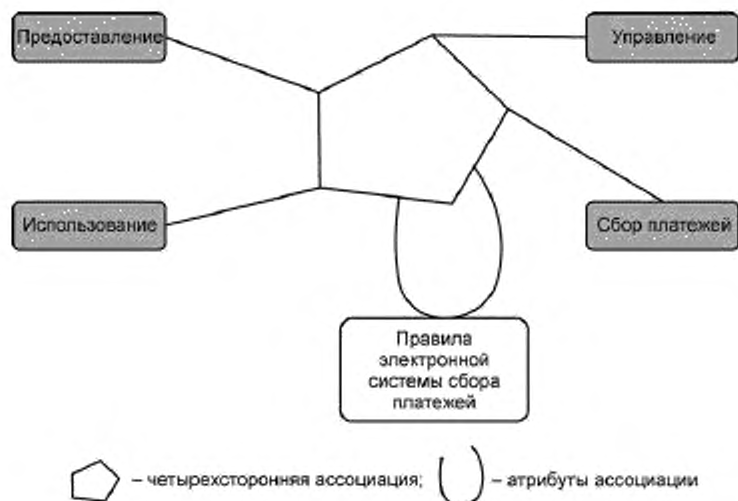 Предоставление
Управление
Использование
Сбор платежей
Правила
электронной
системы сбора
платежей
– четырехсторонняя ассоциация; – атрибуты ассоциации